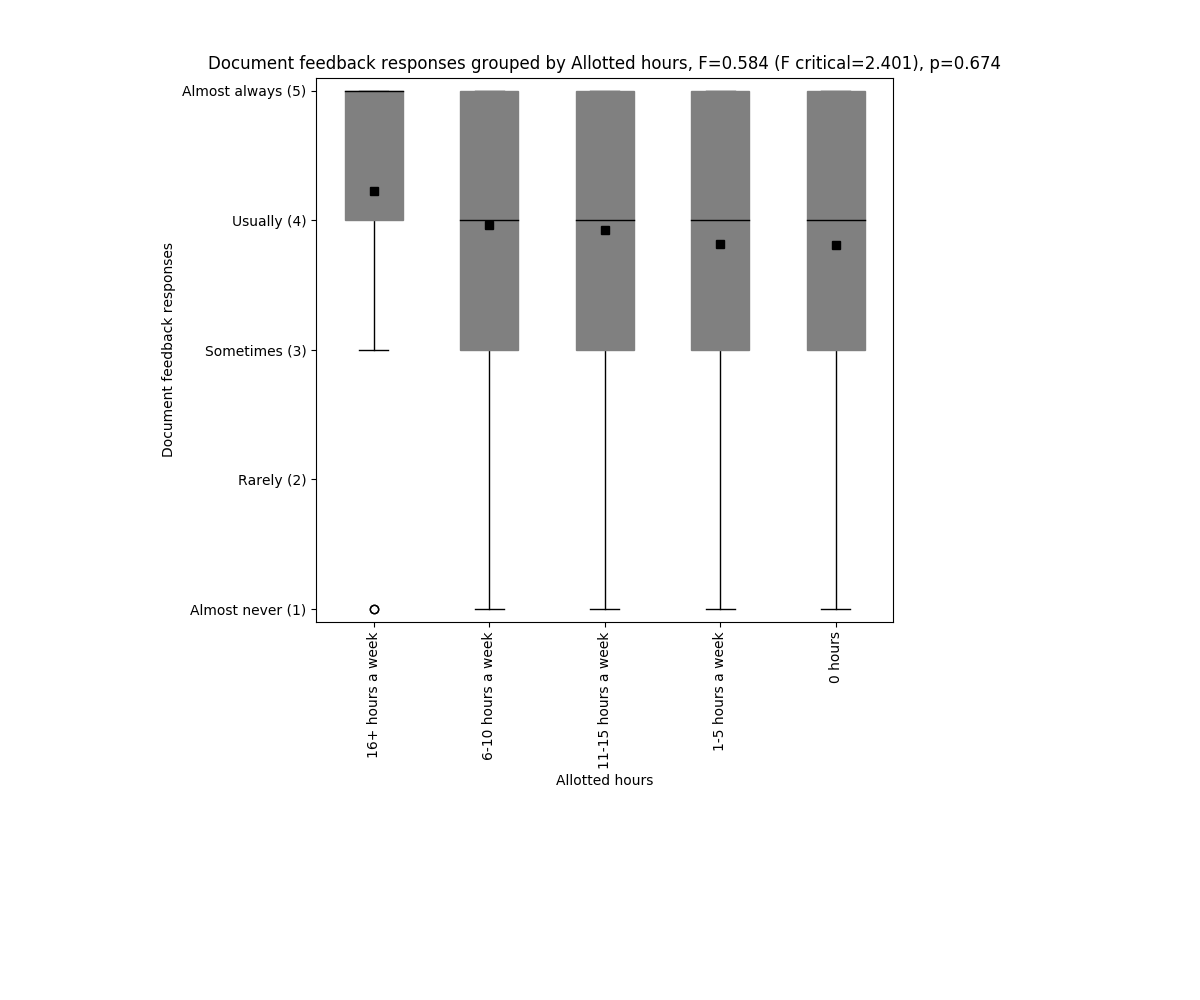 Document feedback responses grouped by Allotted hours, F=0.584 (F critical=2.401), p=0.674
Almost always (5)
Usually (4)
Sometimes (3)
Rarely (2)
Almost never (1)
Document feedback responses
16+ hours a week
6-10 hours a week
11-15 hours a week
1-5 hours a week
0 hours
Allotted hours